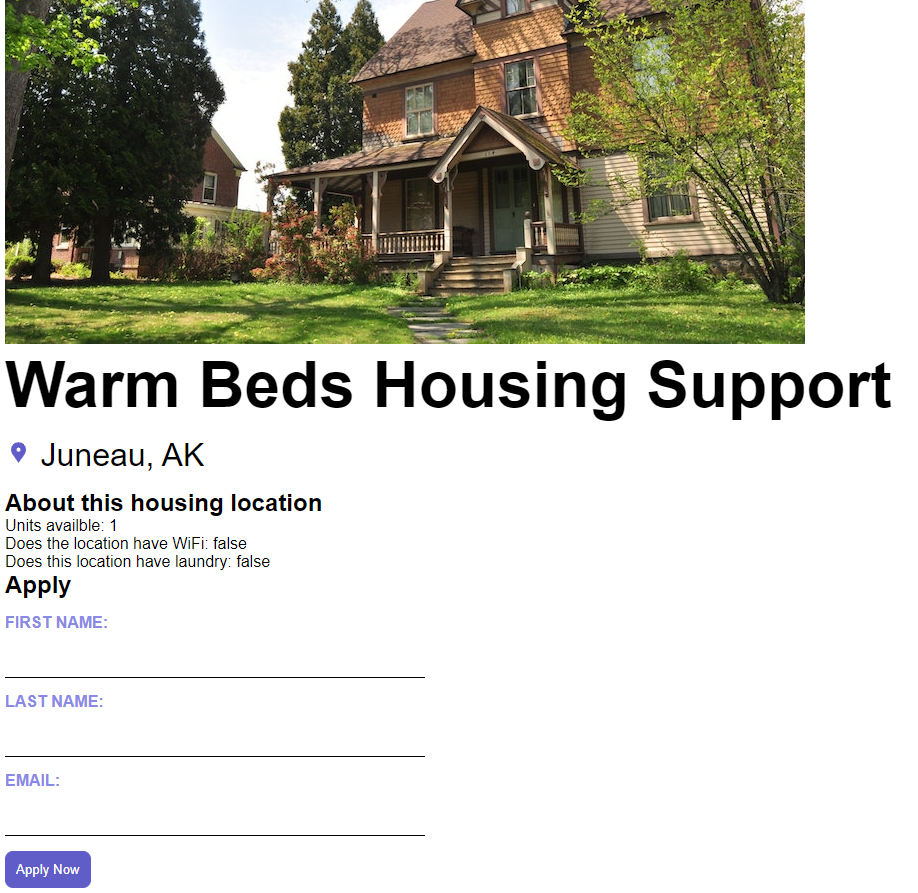 Warm Beds Housing Support
Juneau, AK
About this housing location
Units availble: 1
Does the location have WiFi: false
Does this location have laundry: false
Apply
FIRST NAME:
LAST NAME:
EMAIL:
Apply Now